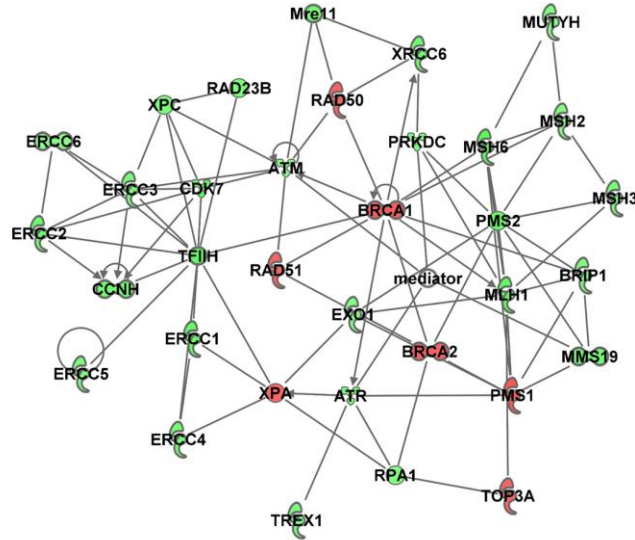 Mre11
MUTYH
XRCC6
RAD23B
RAD50
XPC
MSH2
ERCC6
PRKDC
MSH6
ATM
ERCC3
CDK7
MSH3
BRCA1
PMS2
ERCC2
TFIIH
RAD51
mediator
BRIP1
CCNH
MLH1
EXO1
ERCC1
BRCA2
MMS19
ERCC5
XPA
ATR
PMS1
ERCC4
RPA1
TOP3A
TREX1